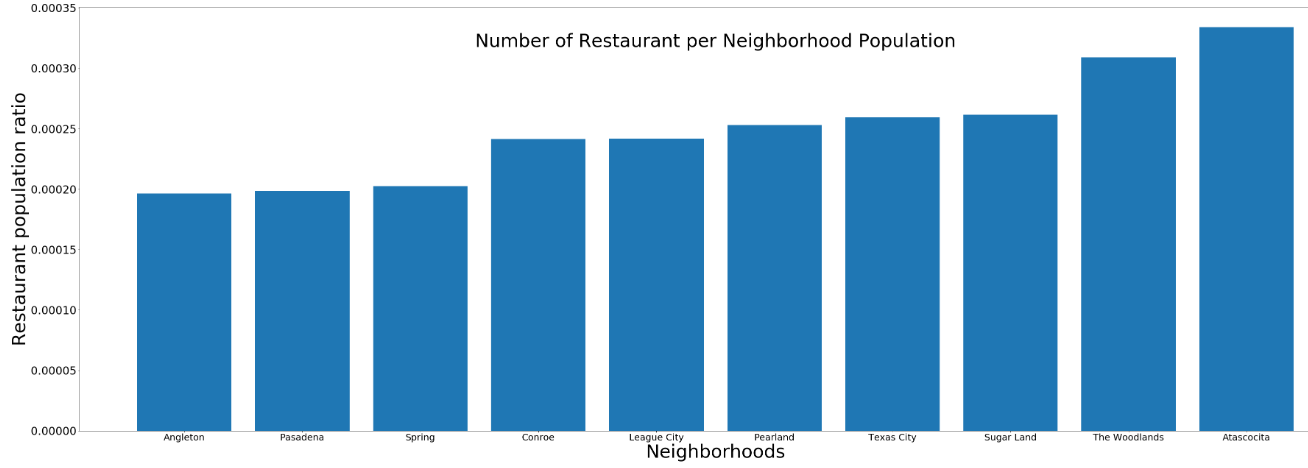 Number of Restaurant per Neighborhood Population
Restaurant population ratio
0.00035
0.00030
0.00025
0.00020
0.00015
0.00010
0.00005
0.00000
Angleton Pasadena Spring Conroe League City Pearland Texas City Sugar Land The Woodlands Atascocita
Neighborhoods